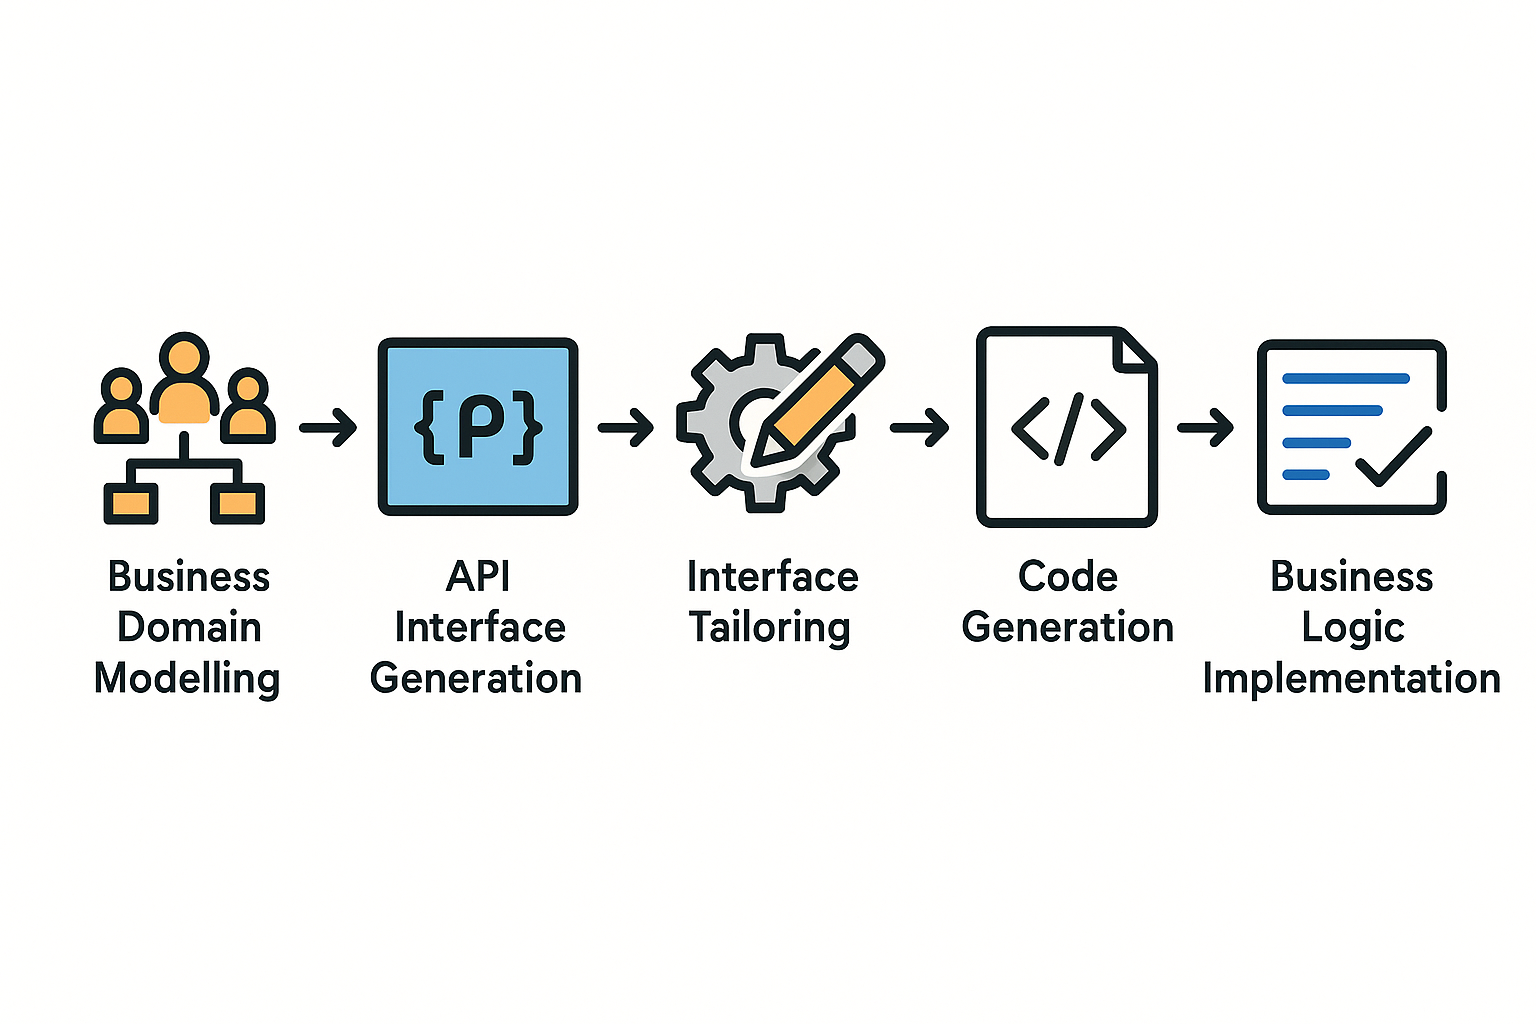 {P}
</>
Business
Domain
Modelling
API
Interface
Generation
Interface
Tailoring
Code
Generation
Business
Logic
Implementation